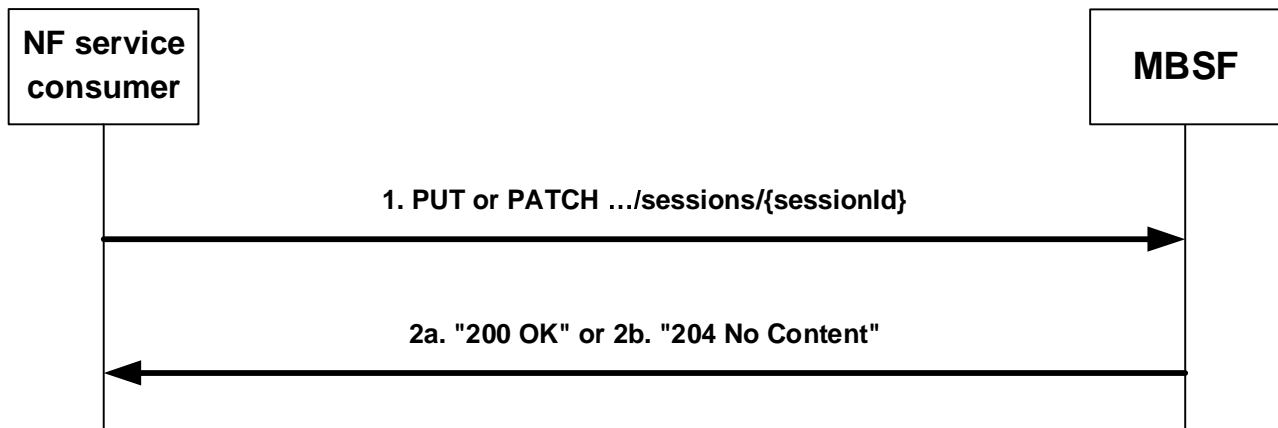 NF service
consumer
MBSF
1. PUT or PATCH …/sessions/{sessionId}
2a. "200 OK" or 2b. "204 No Content"